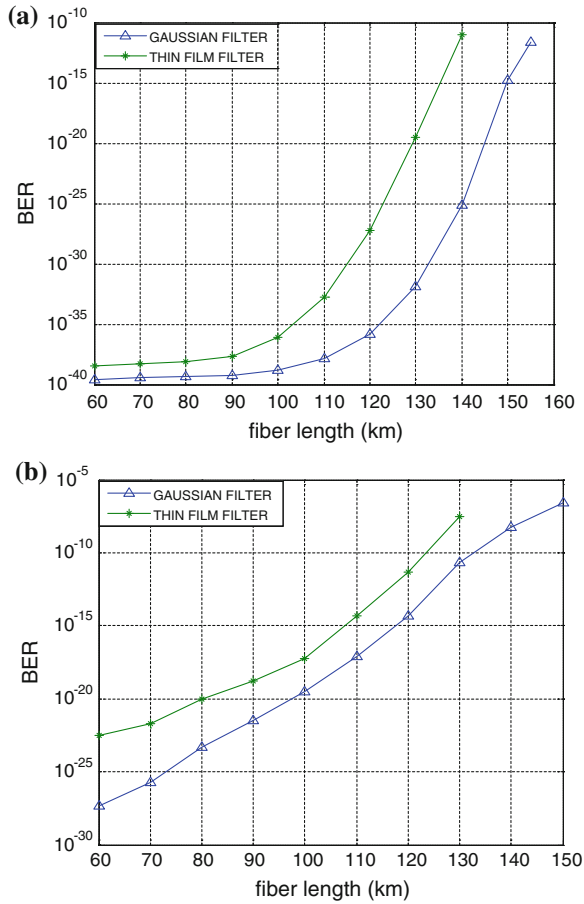 (a)
10^-10
GAUSSIAN FILTER
THIN FILM FILTER
10^-15
10^-20
BER
10^-25
10^-30
10^-35
10^-40
60 70 80 90 100 110 120 130 140 150 160
fiber length (km)
(b)
10^-5
GAUSSIAN FILTER
THIN FILM FILTER
10^-10
10^-15
BER
10^-20
10^-25
10^-30
60 70 80 90 100 110 120 130 140 150
fiber length (km)